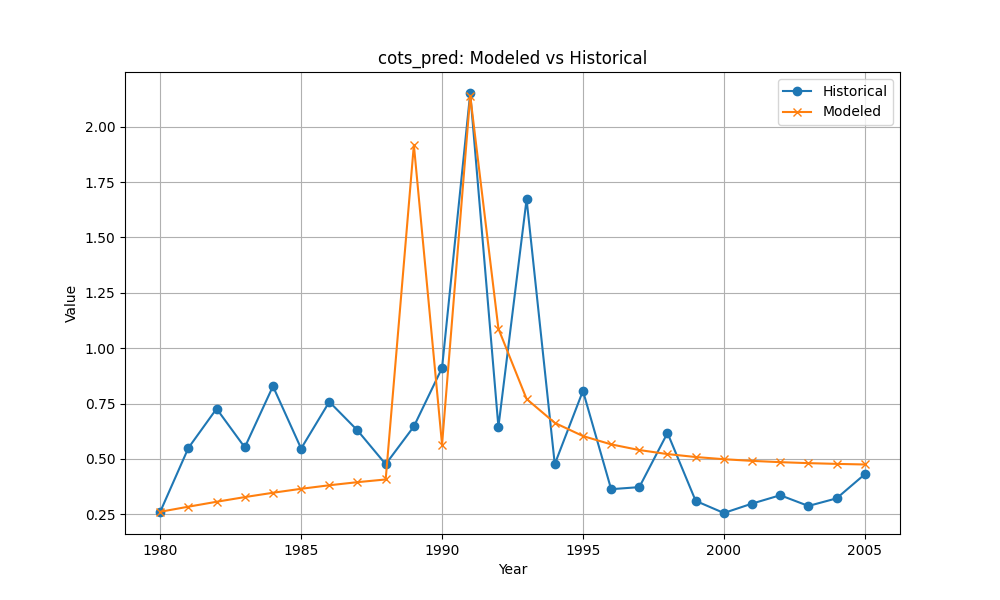 cots_pred: Modeled vs Historical
Historical
Modeled
2.00
1.75
1.50
1.25
1.00
0.75
0.50
0.25
Value
1980 1985 1990 1995 2000 2005
Year